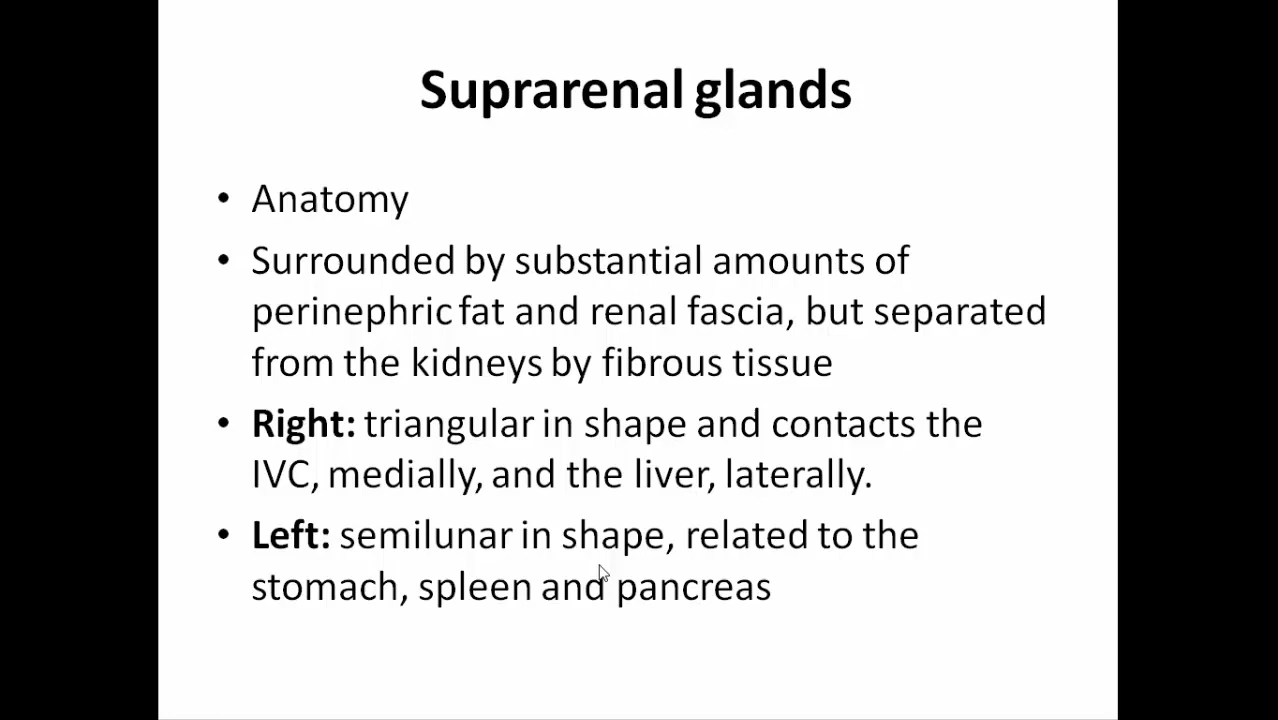 Suprarenal glands
• Anatomy
• Surrounded by substantial amounts of
perinephric fat and renal fascia, but separated
from the kidneys by fibrous tissue
• Right: triangular in shape and contacts the
IVC, medially, and the liver, laterally.
• Left: semilunar in shape, related to the
stomach, spleen and pancreas